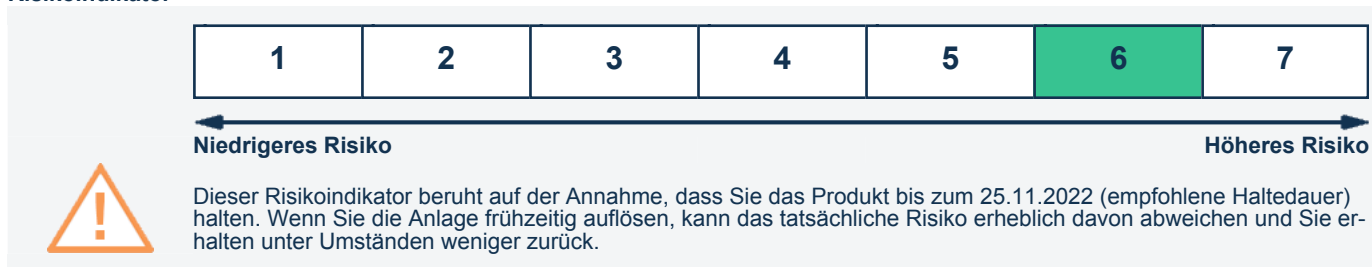 Risikoindikator
1 2 3 4 5 6 7
Niedrigeres Risiko Höheres Risiko
Dieser Risikoindikator beruht auf der Annahme, dass Sie das Produkt bis zum 25.11.2022 (empfohlene Haltedauer)
halten. Wenn Sie die Anlage frühzeitig auflösen, kann das tatsächliche Risiko erheblich davon abweichen und Sie er-
halten unter Umständen weniger zurück.